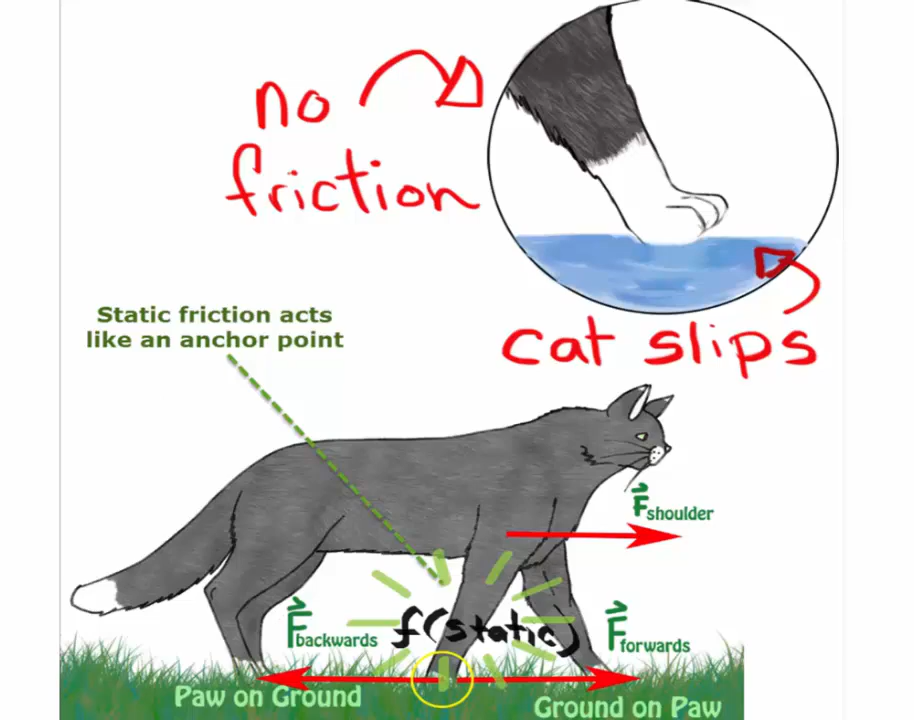 no
friction
cat slips
Static friction acts
like an anchor point
F shoulder
F backwards
f(static)
F forwards
Paw on Ground
Ground on Paw